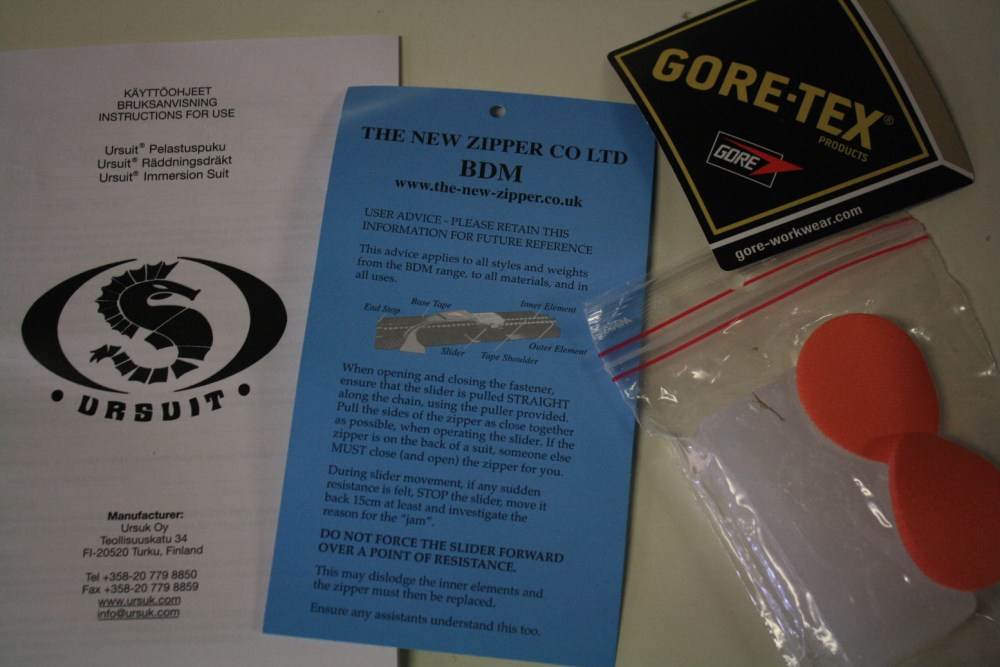 KÄYTTÖOHJEET
BRUKSANVISNING
INSTRUCTIONS FOR USE
Ursuit® Pelastuspuku
Ursuit® Räddningsdräkt
Ursuit® Immersion Suit
• URSUIT •
Manufacturer:
Ursuk Oy
Teollisuuskatu 34
FI-20520 Turku, Finland
Tel +358-20 779 8850
Fax +358-20 779 8859
www.ursuk.com
info@ursuk.com
THE NEW ZIPPER CO LTD
BDM
www.the-new-zipper.co.uk
USER ADVICE - PLEASE RETAIN THIS
INFORMATION FOR FUTURE REFERENCE
This advice applies to all styles and weights
from the BDM range, to all materials, and in
all uses.
End Stop
Base Tape
Inner Element
Slider
Tape Shoulder
Outer Element
When opening and closing the fastener,
ensure that the slider is pulled STRAIGHT
along the chain, using the puller provided.
Pull the sides of the zipper as close together
as possible, when operating the slider. If the
zipper is on the back of a suit, someone else
MUST close (and open) the zipper for you.
During slider movement, if any sudden
resistance is felt, STOP the slider, move it
back 15cm at least and investigate the
reason for the "jam".
DO NOT FORCE THE SLIDER FORWARD
OVER A POINT OF RESISTANCE.
This may dislodge the inner elements and
the zipper must then be replaced.
Ensure any assistants understand this too.
GORE-TEX®
PRODUCTS
GORE
gore-workwear.com